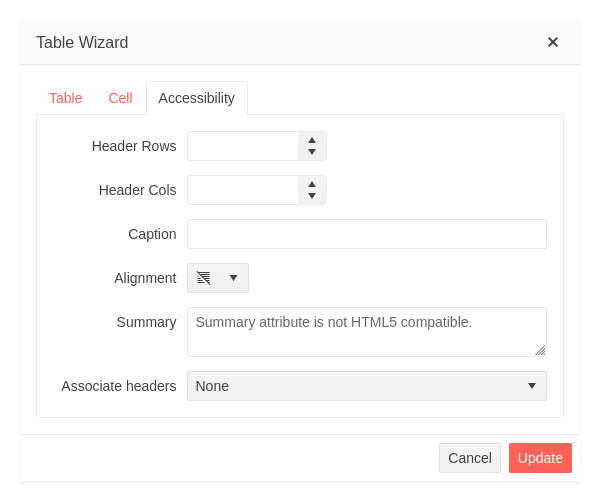 Table Wizard
Table Cell Accessibility
Header Rows
Header Cols
Caption
Alignment
Summary Summary attribute is not HTML5 compatible.
Associate headers None
Cancel Update